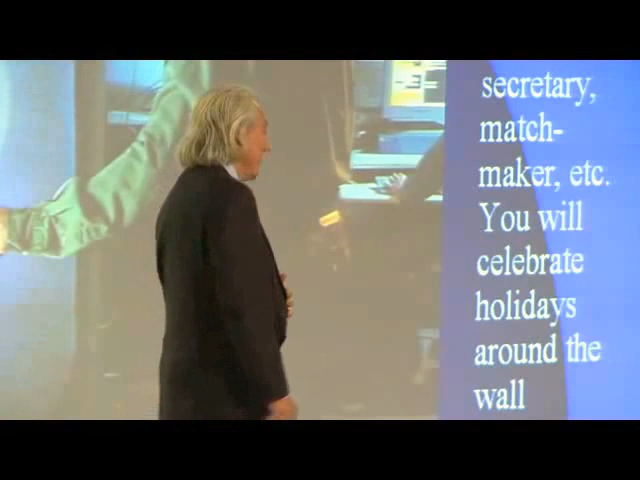 secretary,
match-
maker, etc.
You will
celebrate
holidays
around the
wall